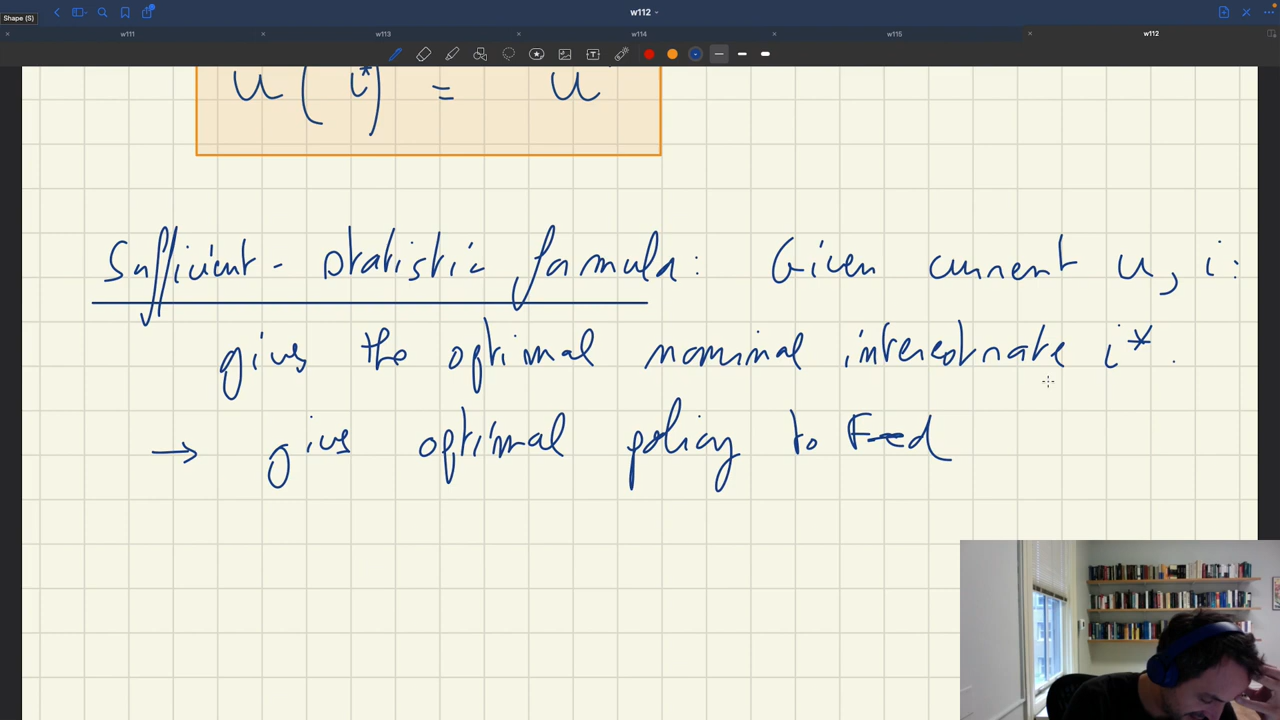 w112
Shape (S)
w111
w113
w114
w115
w112
u ( i* ) = u*
Sufficient-statistic formula: Given current u, i:
gives the optimal nominal interest rate i*.
→ gives optimal policy to Fed